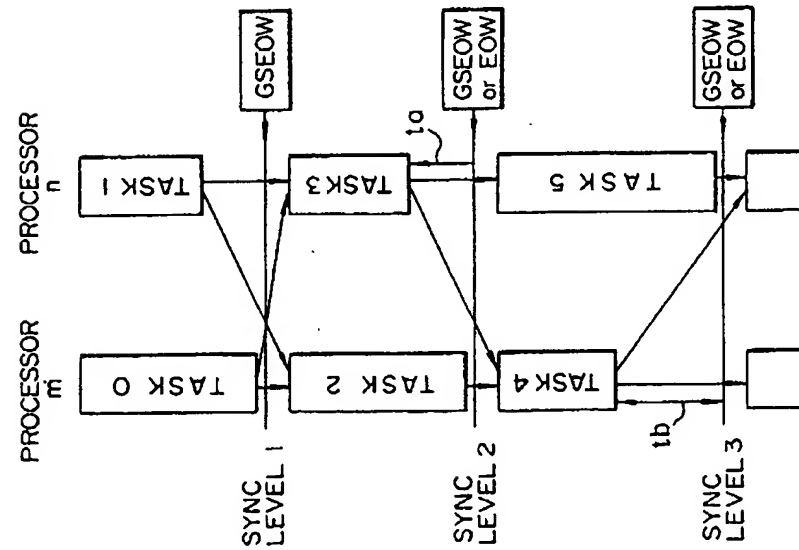 PROCESSOR
m
PROCESSOR
n
TASK 0
TASK 1
SYNC
LEVEL 1
GSEOW
TASK 2
TASK 3
ta
SYNC
LEVEL 2
GSEOW
or EOW
TASK 4
TASK 5
tb
SYNC
LEVEL 3
GSEOW
or EOW